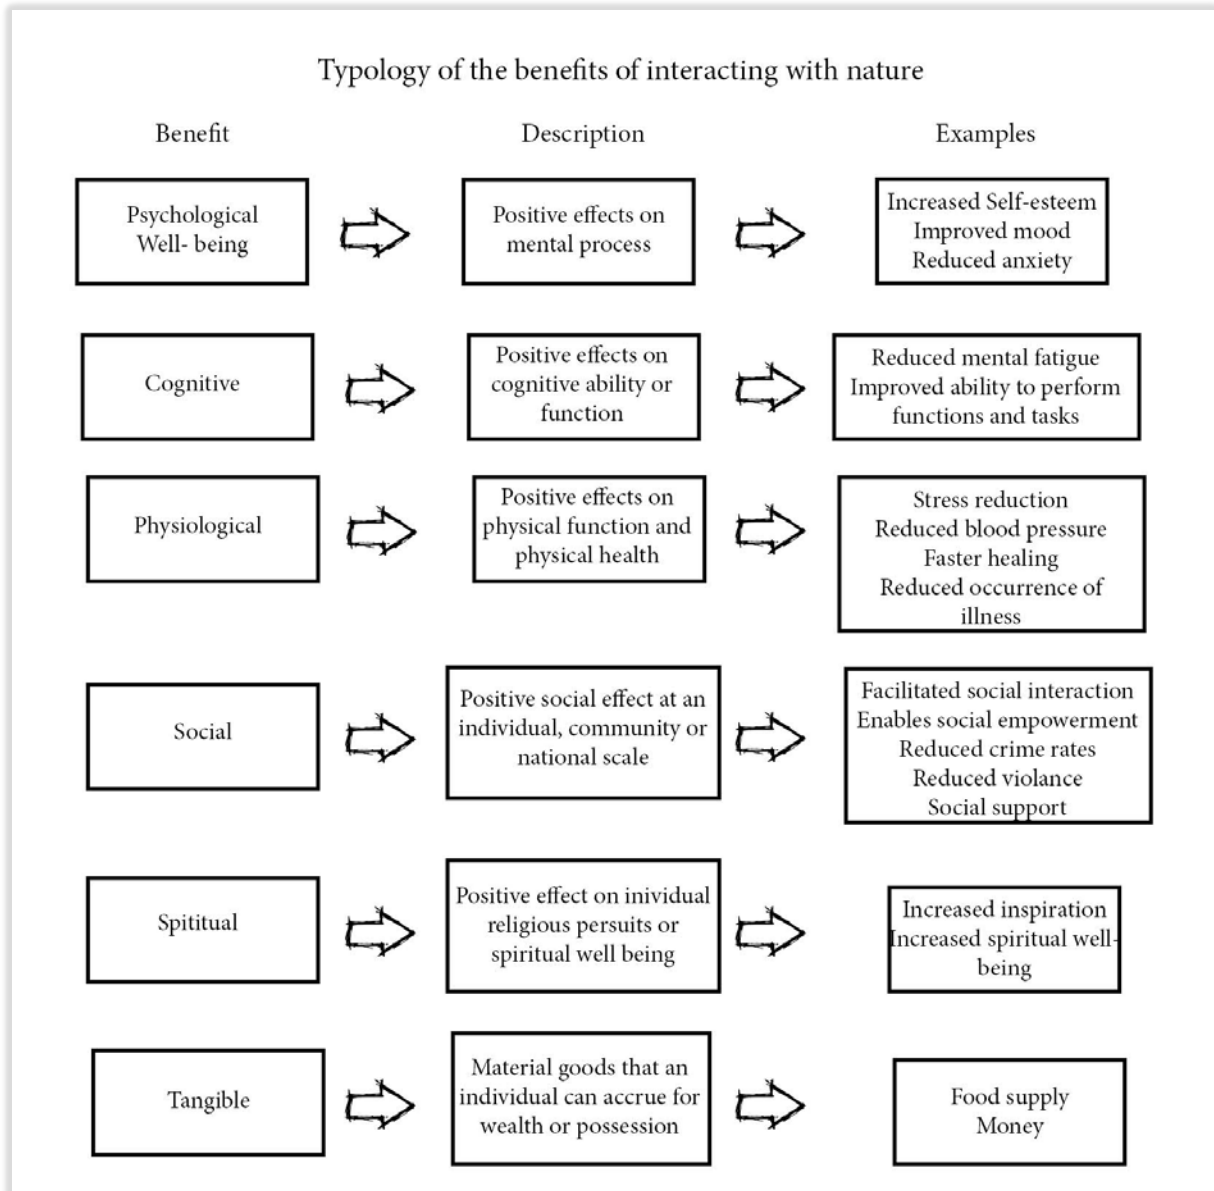 Typology of the benefits of interacting with nature
Benefit
Description
Examples
Psychological
Well- being
Positive effects on
mental process
Increased Self-esteem
Improved mood
Reduced anxiety
Cognitive
Positive effects on
cognitive ability or
function
Reduced mental fatigue
Improved ability to perform
functions and tasks
Physiological
Positive effects on
physical function and
physical health
Stress reduction
Reduced blood pressure
Faster healing
Reduced occurrence of
illness
Social
Positive social effect at an
individual, community or
national scale
Facilitated social interaction
Enables social empowerment
Reduced crime rates
Reduced violance
Social support
Spititual
Positive effect on inividual
religious persuits or
spiritual well being
Increased inspiration
Increased spiritual well-
being
Tangible
Material goods that an
individual can accrue for
wealth or possession
Food supply
Money